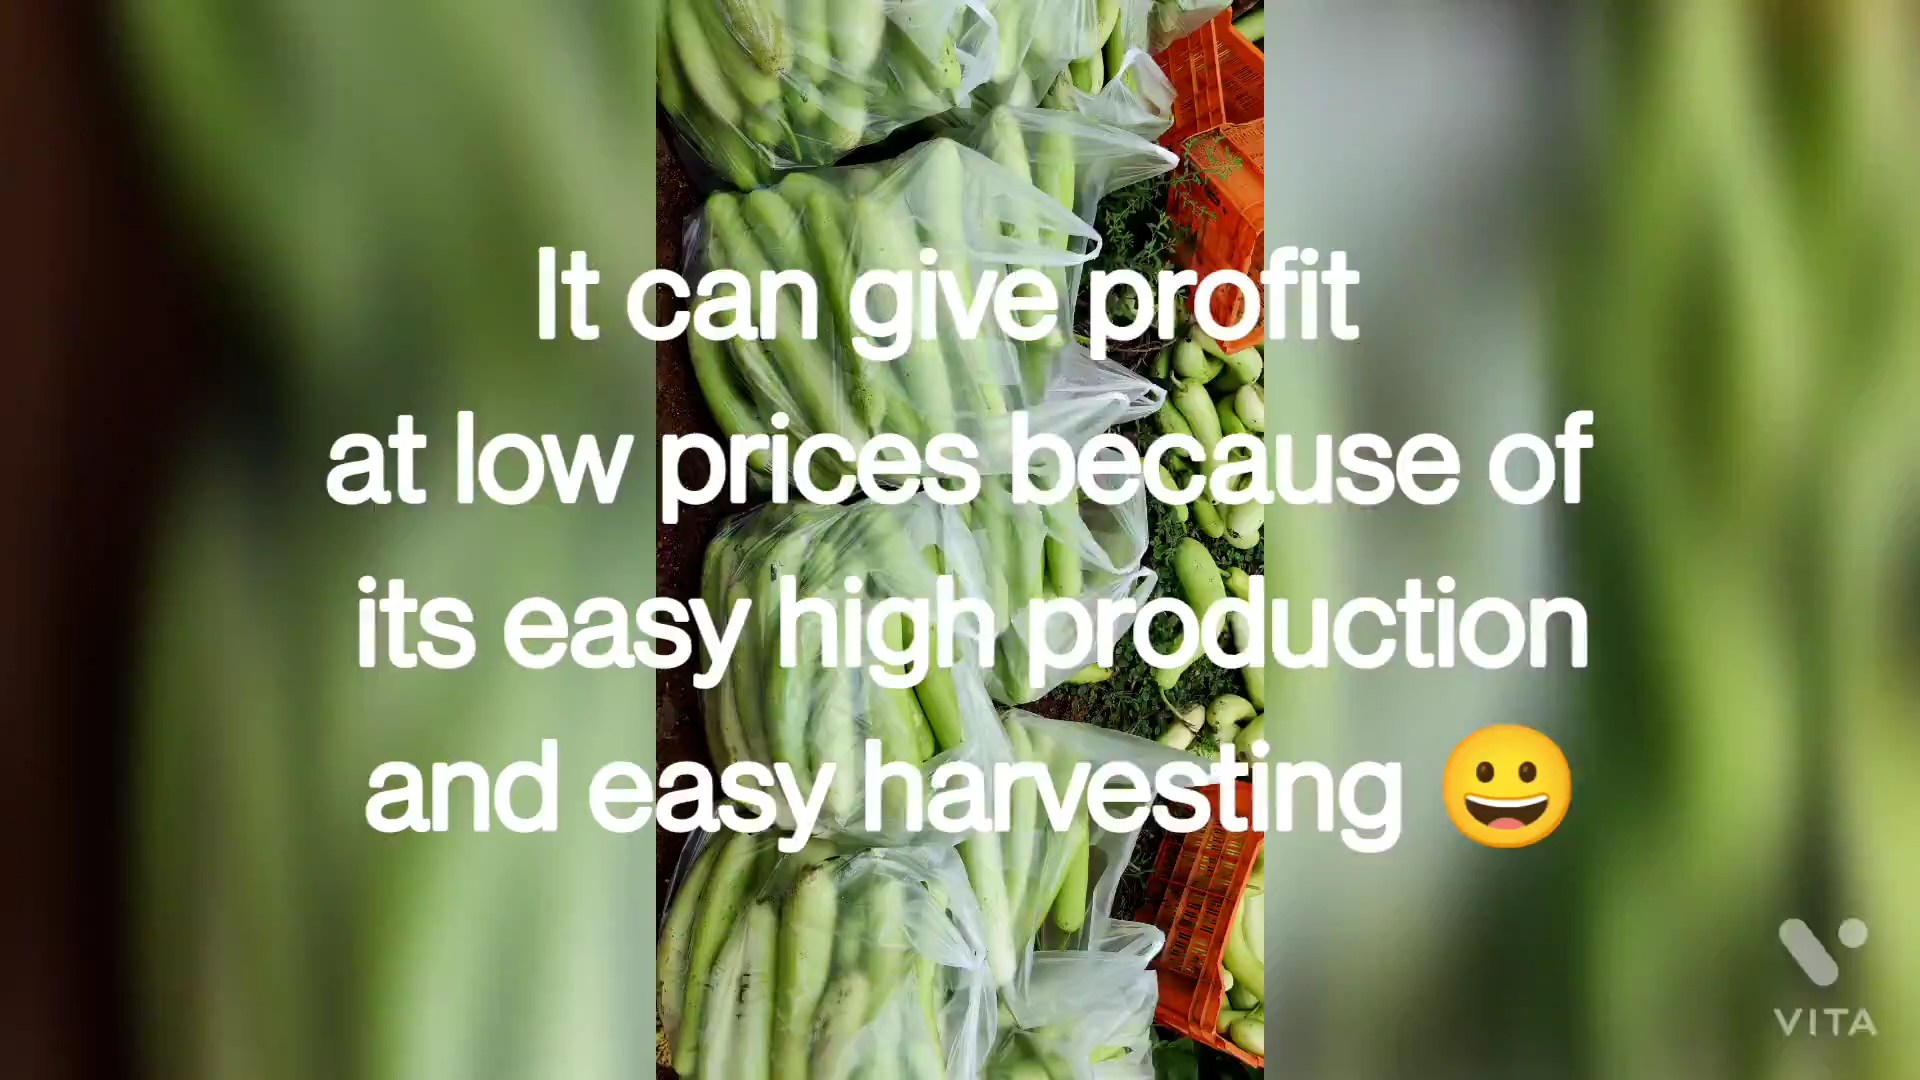 It can give profit
at low prices because of
its easy high production
and easy harvesting 😀
VITA